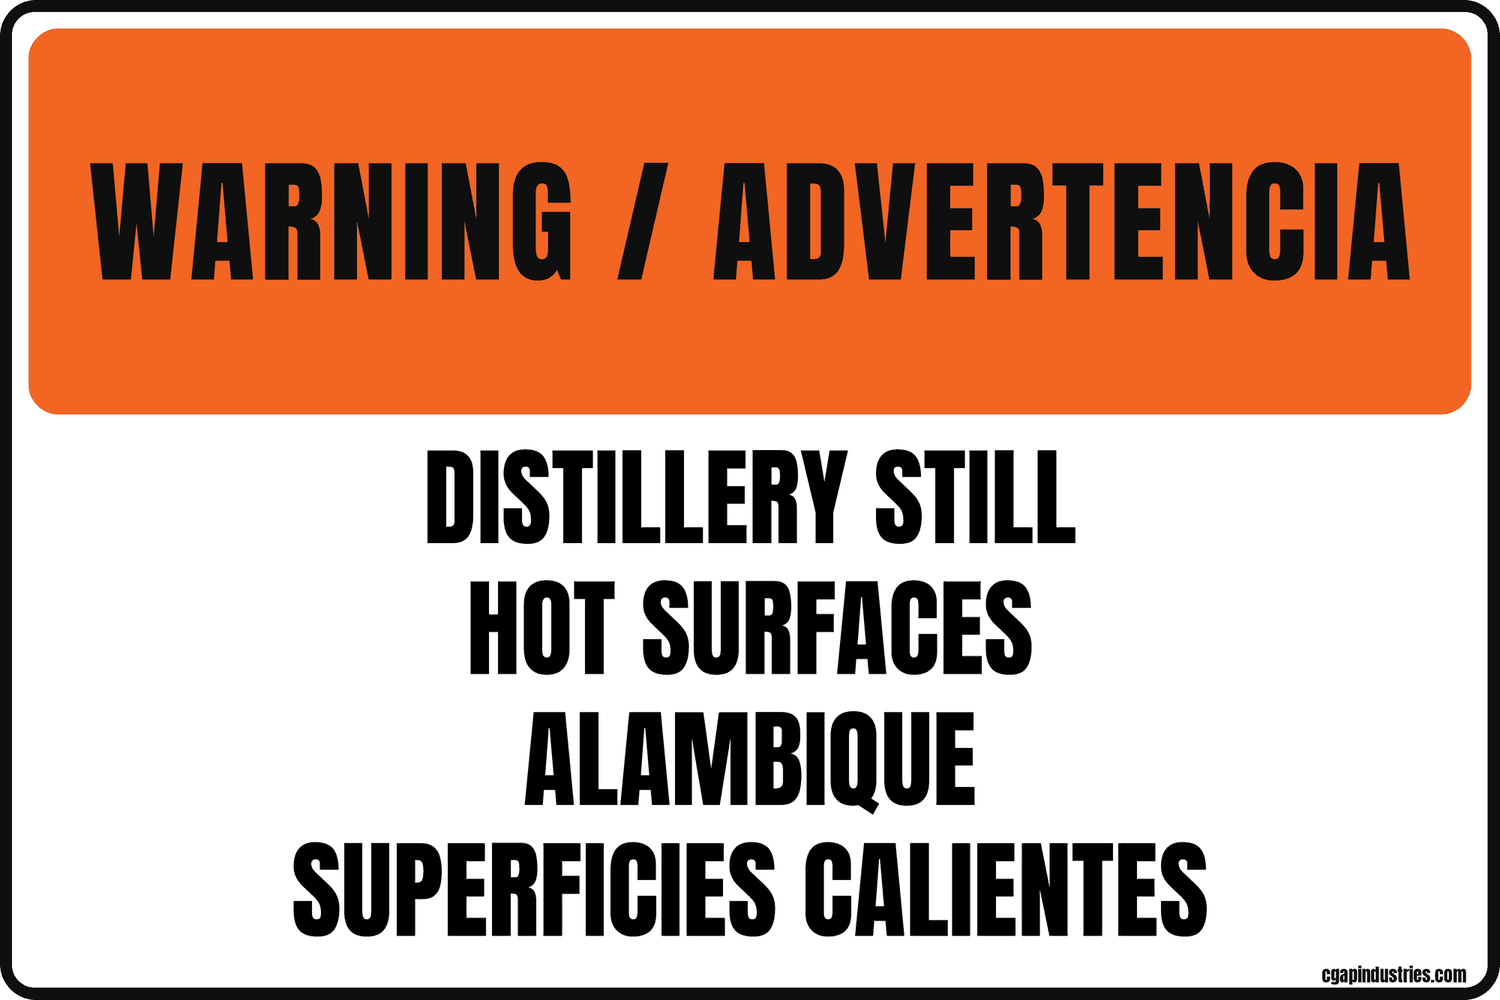 WARNING / ADVERTENCIA
DISTILLERY STILL
HOT SURFACES
ALAMBIQUE
SUPERFICIES CALIENTES
cgapindustries.com